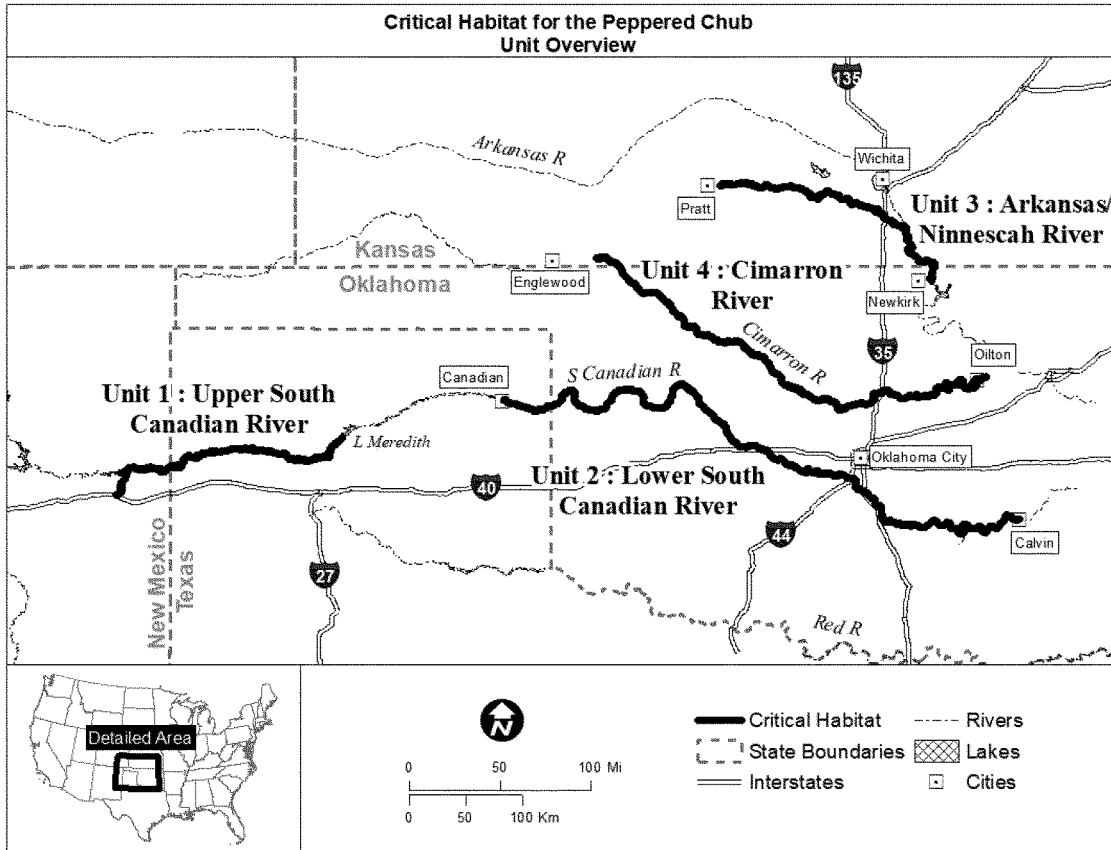 Critical Habitat for the Peppered Chub
Unit Overview
135
Arkansas R
Wichita
Pratt
Unit 3 : Arkansas/
Ninnescah River
Kansas
Oklahoma
Englewood
Unit 4 : Cimarron
River
Newkirk
Cimarron R
35
Oilton
Canadian
S Canadian R
Unit 1 : Upper South
Canadian River
L Meredith
Oklahoma City
40
Unit 2 : Lower South
Canadian River
44
Calvin
27
New Mexico
Texas
Red R
Detailed Area
N
0 50 100 Mi
0 50 100 Km
Critical Habitat
State Boundaries
Interstates
Rivers
Lakes
Cities